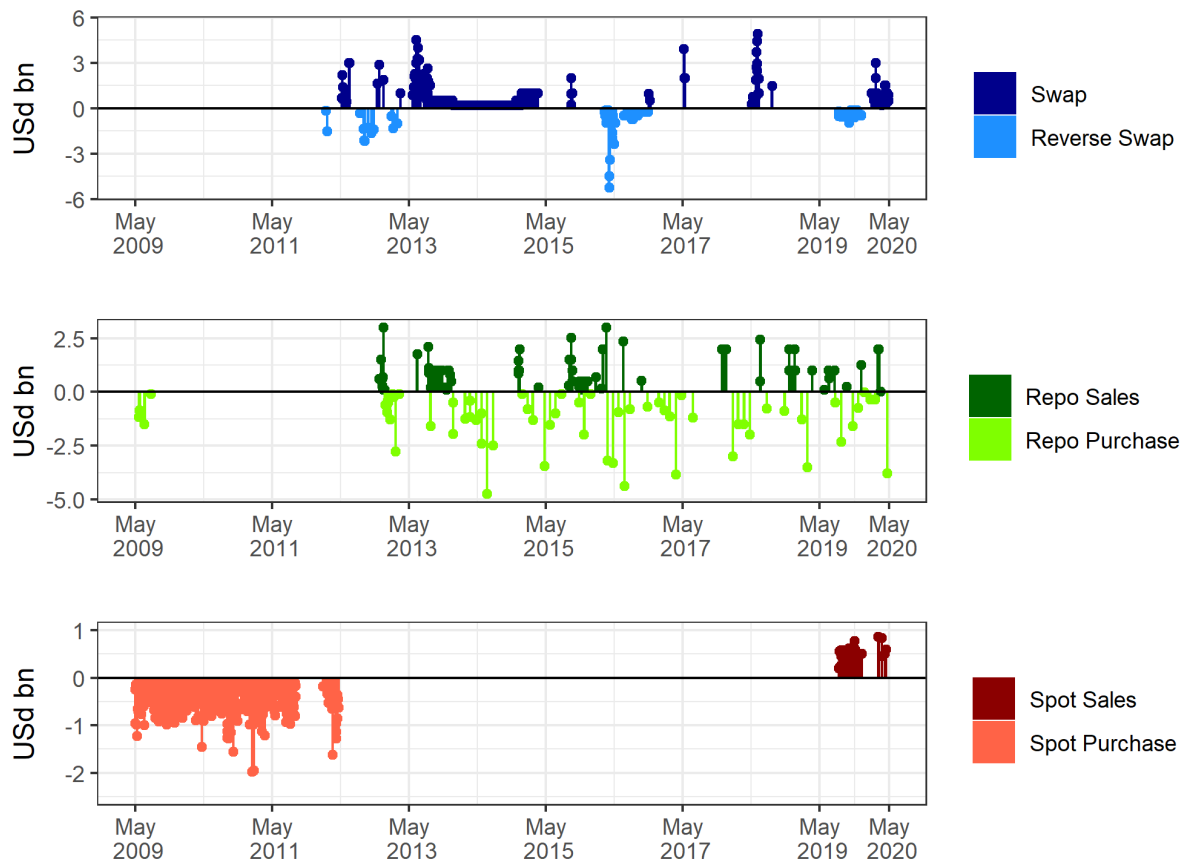 6
3
0
-3
-6
USd bn
May May May May May May May
2009 2011 2013 2015 2017 2019 2020
Swap
Reverse Swap
2.5
0.0
-2.5
-5.0
USd bn
May May May May May May May
2009 2011 2013 2015 2017 2019 2020
Repo Sales
Repo Purchase
1
0
-1
-2
USd bn
May May May May May May May
2009 2011 2013 2015 2017 2019 2020
Spot Sales
Spot Purchase